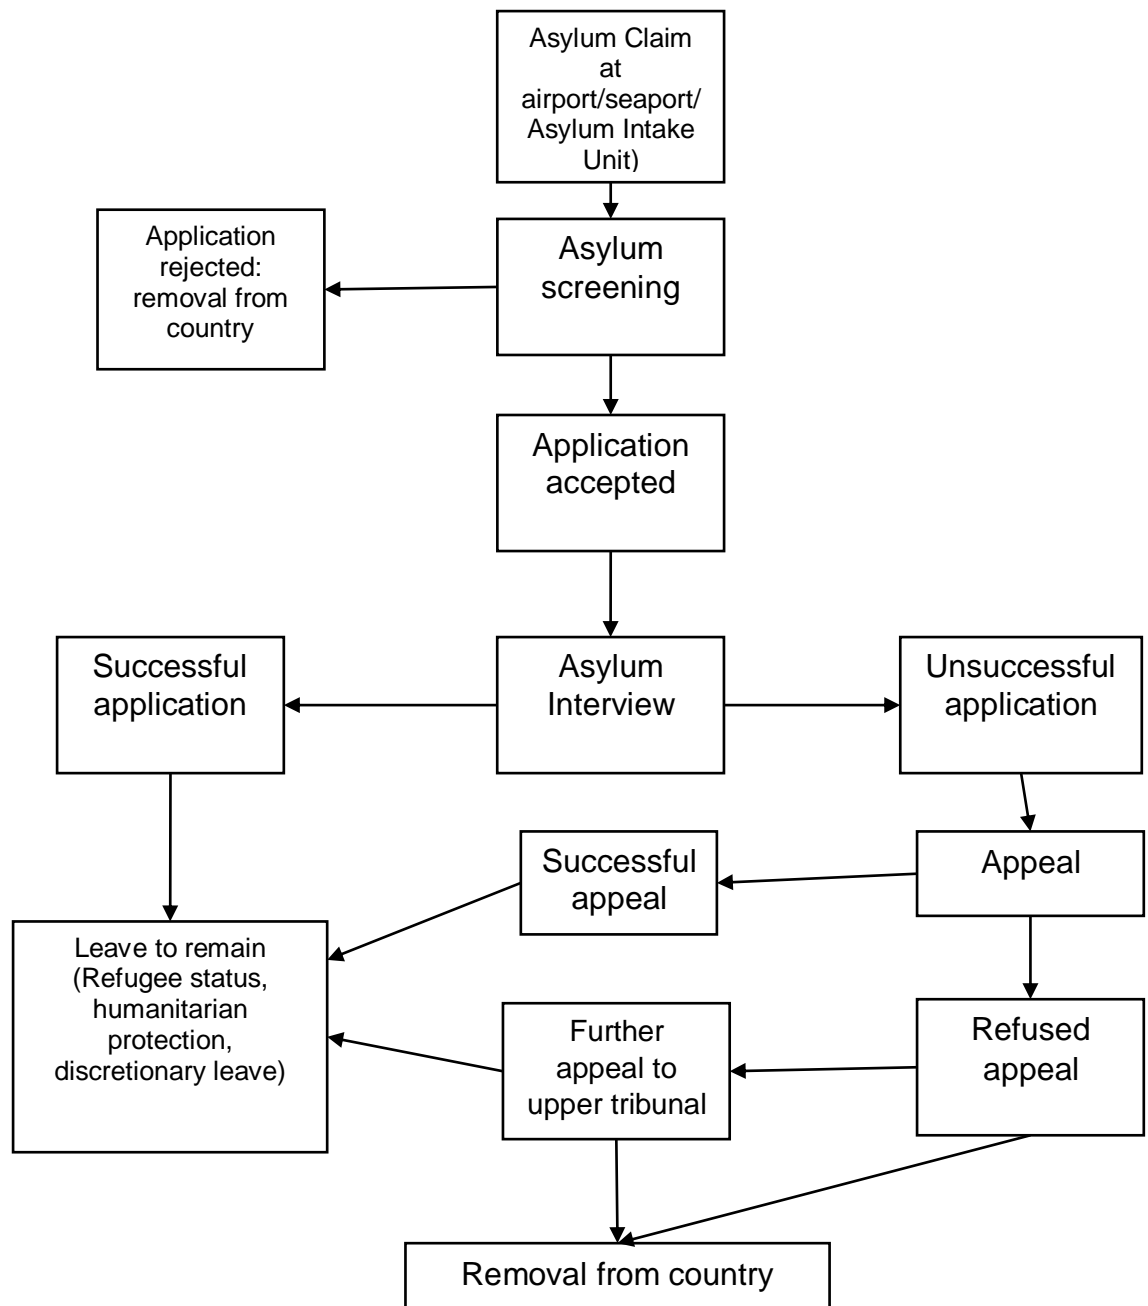 Asylum Claim
at
airport/seaport/
Asylum Intake
Unit)
Application
rejected:
removal from
country
Asylum
screening
Application
accepted
Successful
application
Asylum
Interview
Unsuccessful
application
Successful
appeal
Appeal
Leave to remain
(Refugee status,
humanitarian
protection,
discretionary leave)
Further
appeal to
upper tribunal
Refused
appeal
Removal from country